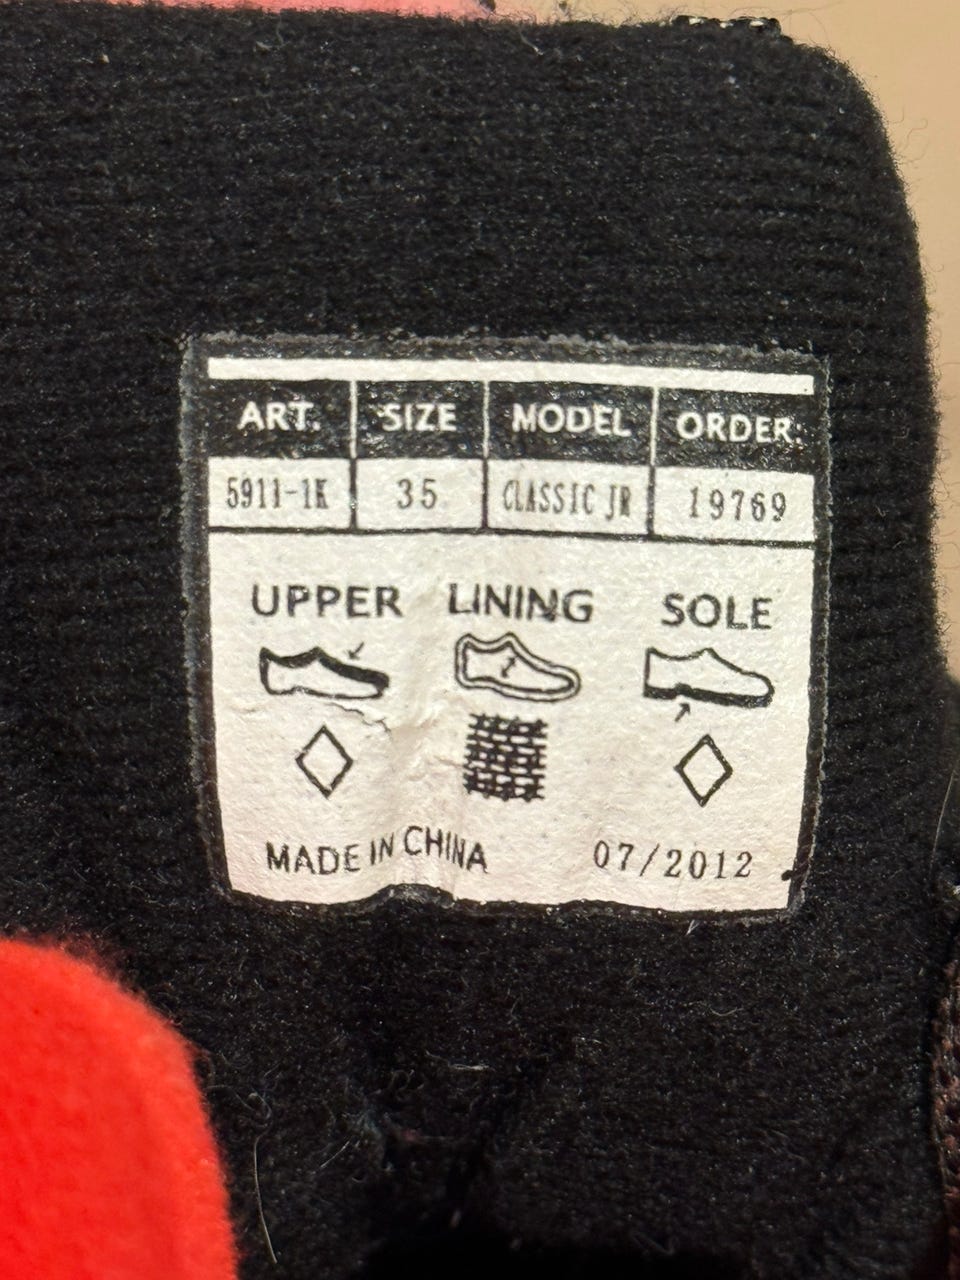 ART. SIZE MODEL ORDER:
5911-1K 35 CLASSIC JR 19769
UPPER LINING SOLE
MADE IN CHINA 07/2012